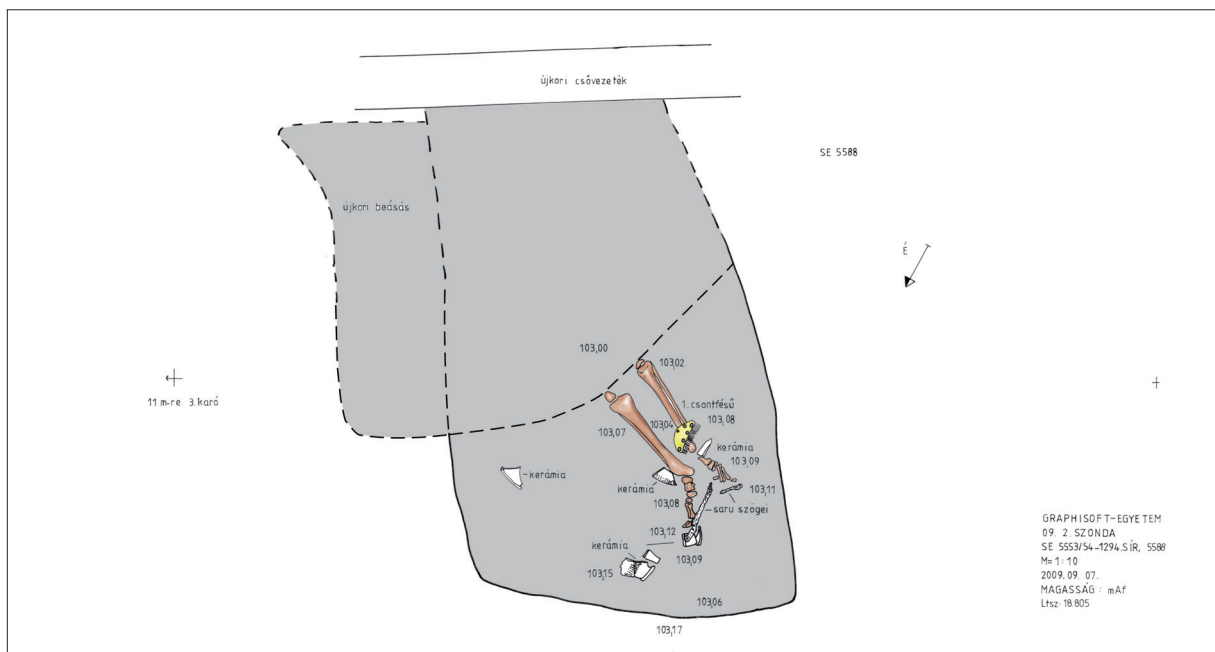 újkori csővezeték
SE 5588
újkori beásás
É
11 m-re 3. karó
103,00
103,02
1. csontfésű
103,04
103,08
103,07
kerámia
103,09
kerámia
kerámia
103,11
103,08
saru szögei
103,12
kerámia
103,09
103,15
103,06
103,17
GRAPHISOFT-EGYETEM
09. 2. SZONDA
SE 5553/54-1294. SÍR, 5588
M= 1:10
2009. 09. 07.
MAGASSÁG : mAf
Ltsz: 18.805